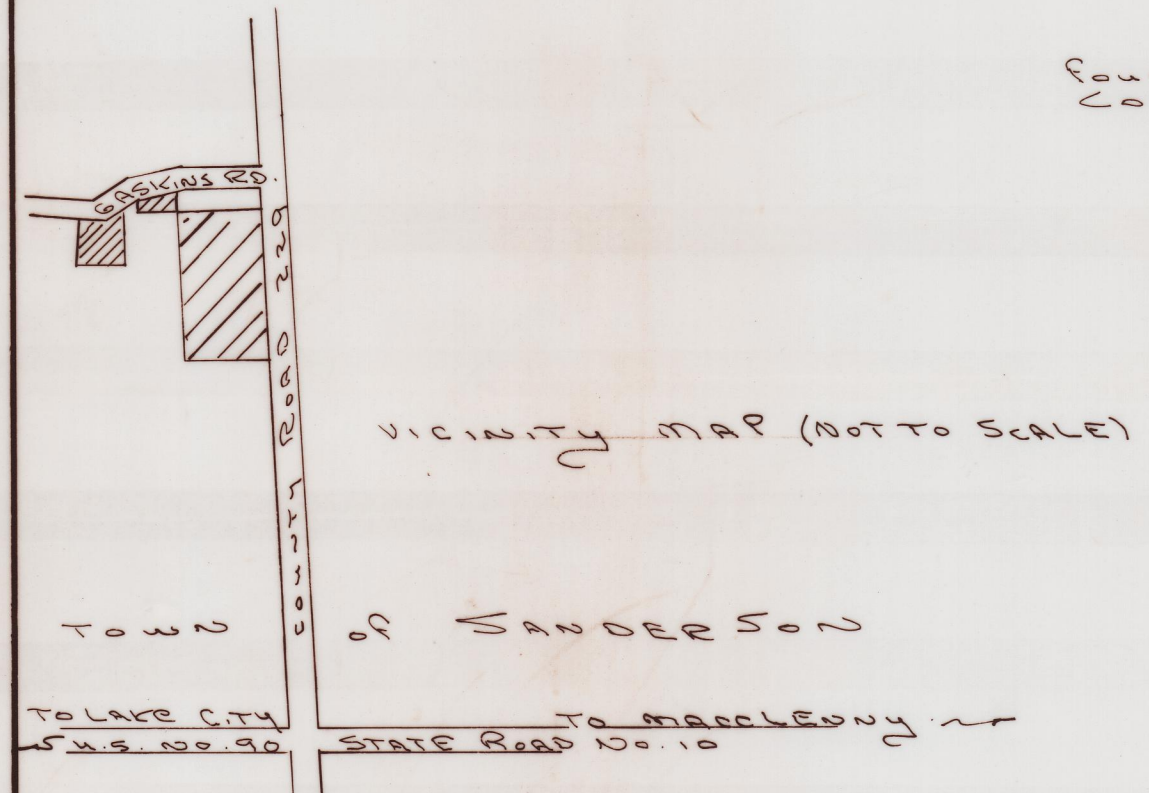 GASKINS RD.
COUNTY ROAD 229
VICINITY MAP (NOT TO SCALE)
TOWN OF SANDERSON
TO LAKE CITY
TO MACCLENNY
U.S. NO. 90
STATE ROAD NO. 10